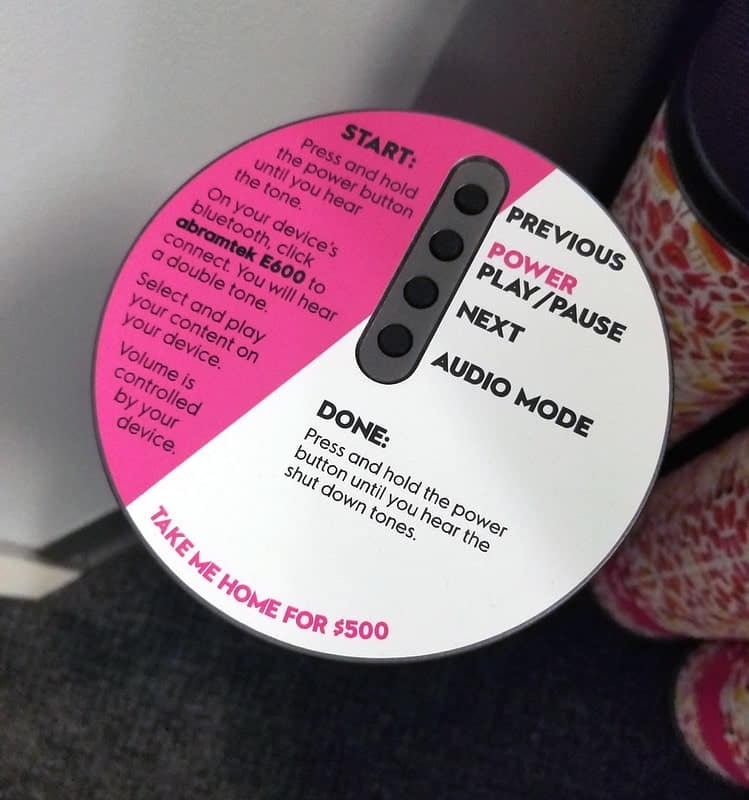 START:
Press and hold
the power button
until you hear
the tone.
On your device's
bluetooth, click
abramtek E600 to
connect. You will hear
a double tone.
Select and play
your content on
your device.
Volume is
controlled
by your
device.
PREVIOUS
POWER
PLAY/PAUSE
NEXT
AUDIO MODE
DONE:
Press and hold the power
button until you hear the
shut down tones.
TAKE ME HOME FOR $500